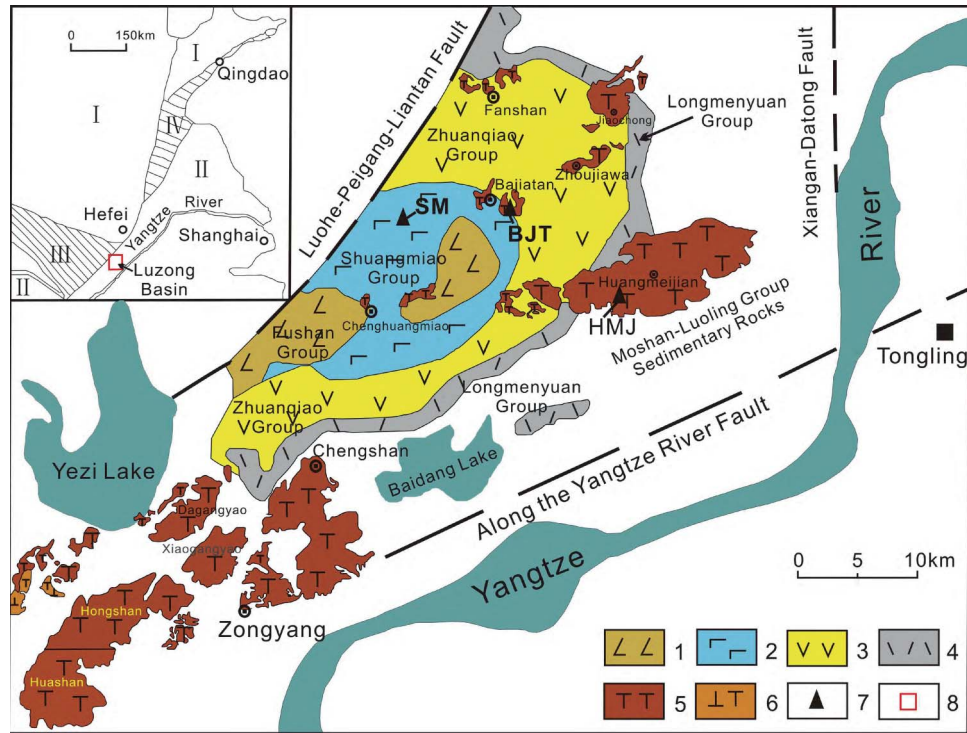 0 150km
I
Qingdao
I
IV
II
Hefei
River
Yangtze
Shanghai
III
Luzong
Basin
II
Luohe-Peigang-Liantan Fault
Xiangan-Datong Fault
Fanshan
Jiaochong
Longmenyuan
Group
Zhuanqiao
Group
Zhoujiawa
Bajiatan
SM
BJT
River
Shuangmiao
Group
Huangmeijian
HMJ
Chenghuangmiao
Fushan
Group
Moshan-Luoling Group
Sedimentary Rocks
Tongling
Longmenyuan
Group
Zhuanqiao
Group
Chengshan
Yezi Lake
Baidang Lake
Along the Yangtze River Fault
Dagangyao
Xiaogangyao
Yangtze
0 5 10km
Hongshan
Zongyang
Huashan
1 2 3 4
5 6 7 8